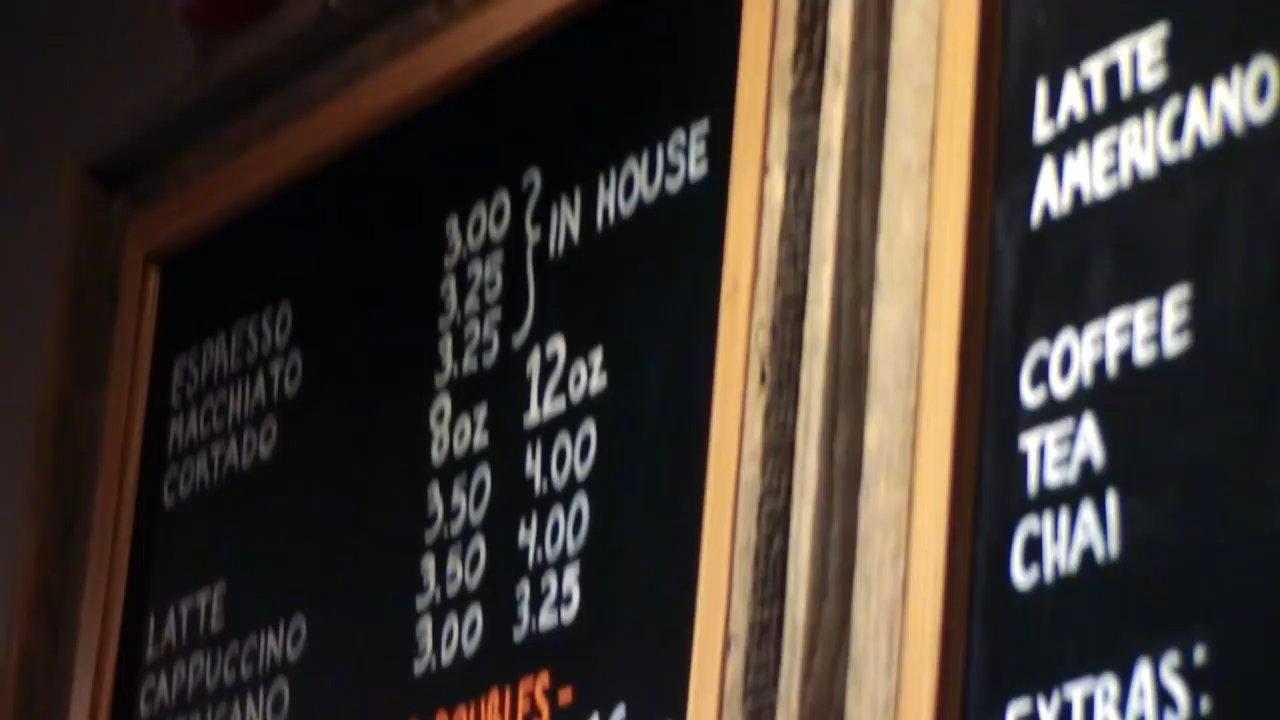 ESPRESSO 3.00 } IN HOUSE
MACCHIATO 3.25
CORTADO 3.25
8oz 12oz
LATTE 3.50 4.00
CAPPUCCINO 3.50 4.00
3.00 3.25
DOUBLES-
LATTE
AMERICANO
COFFEE
TEA
CHAI
EXTRAS: